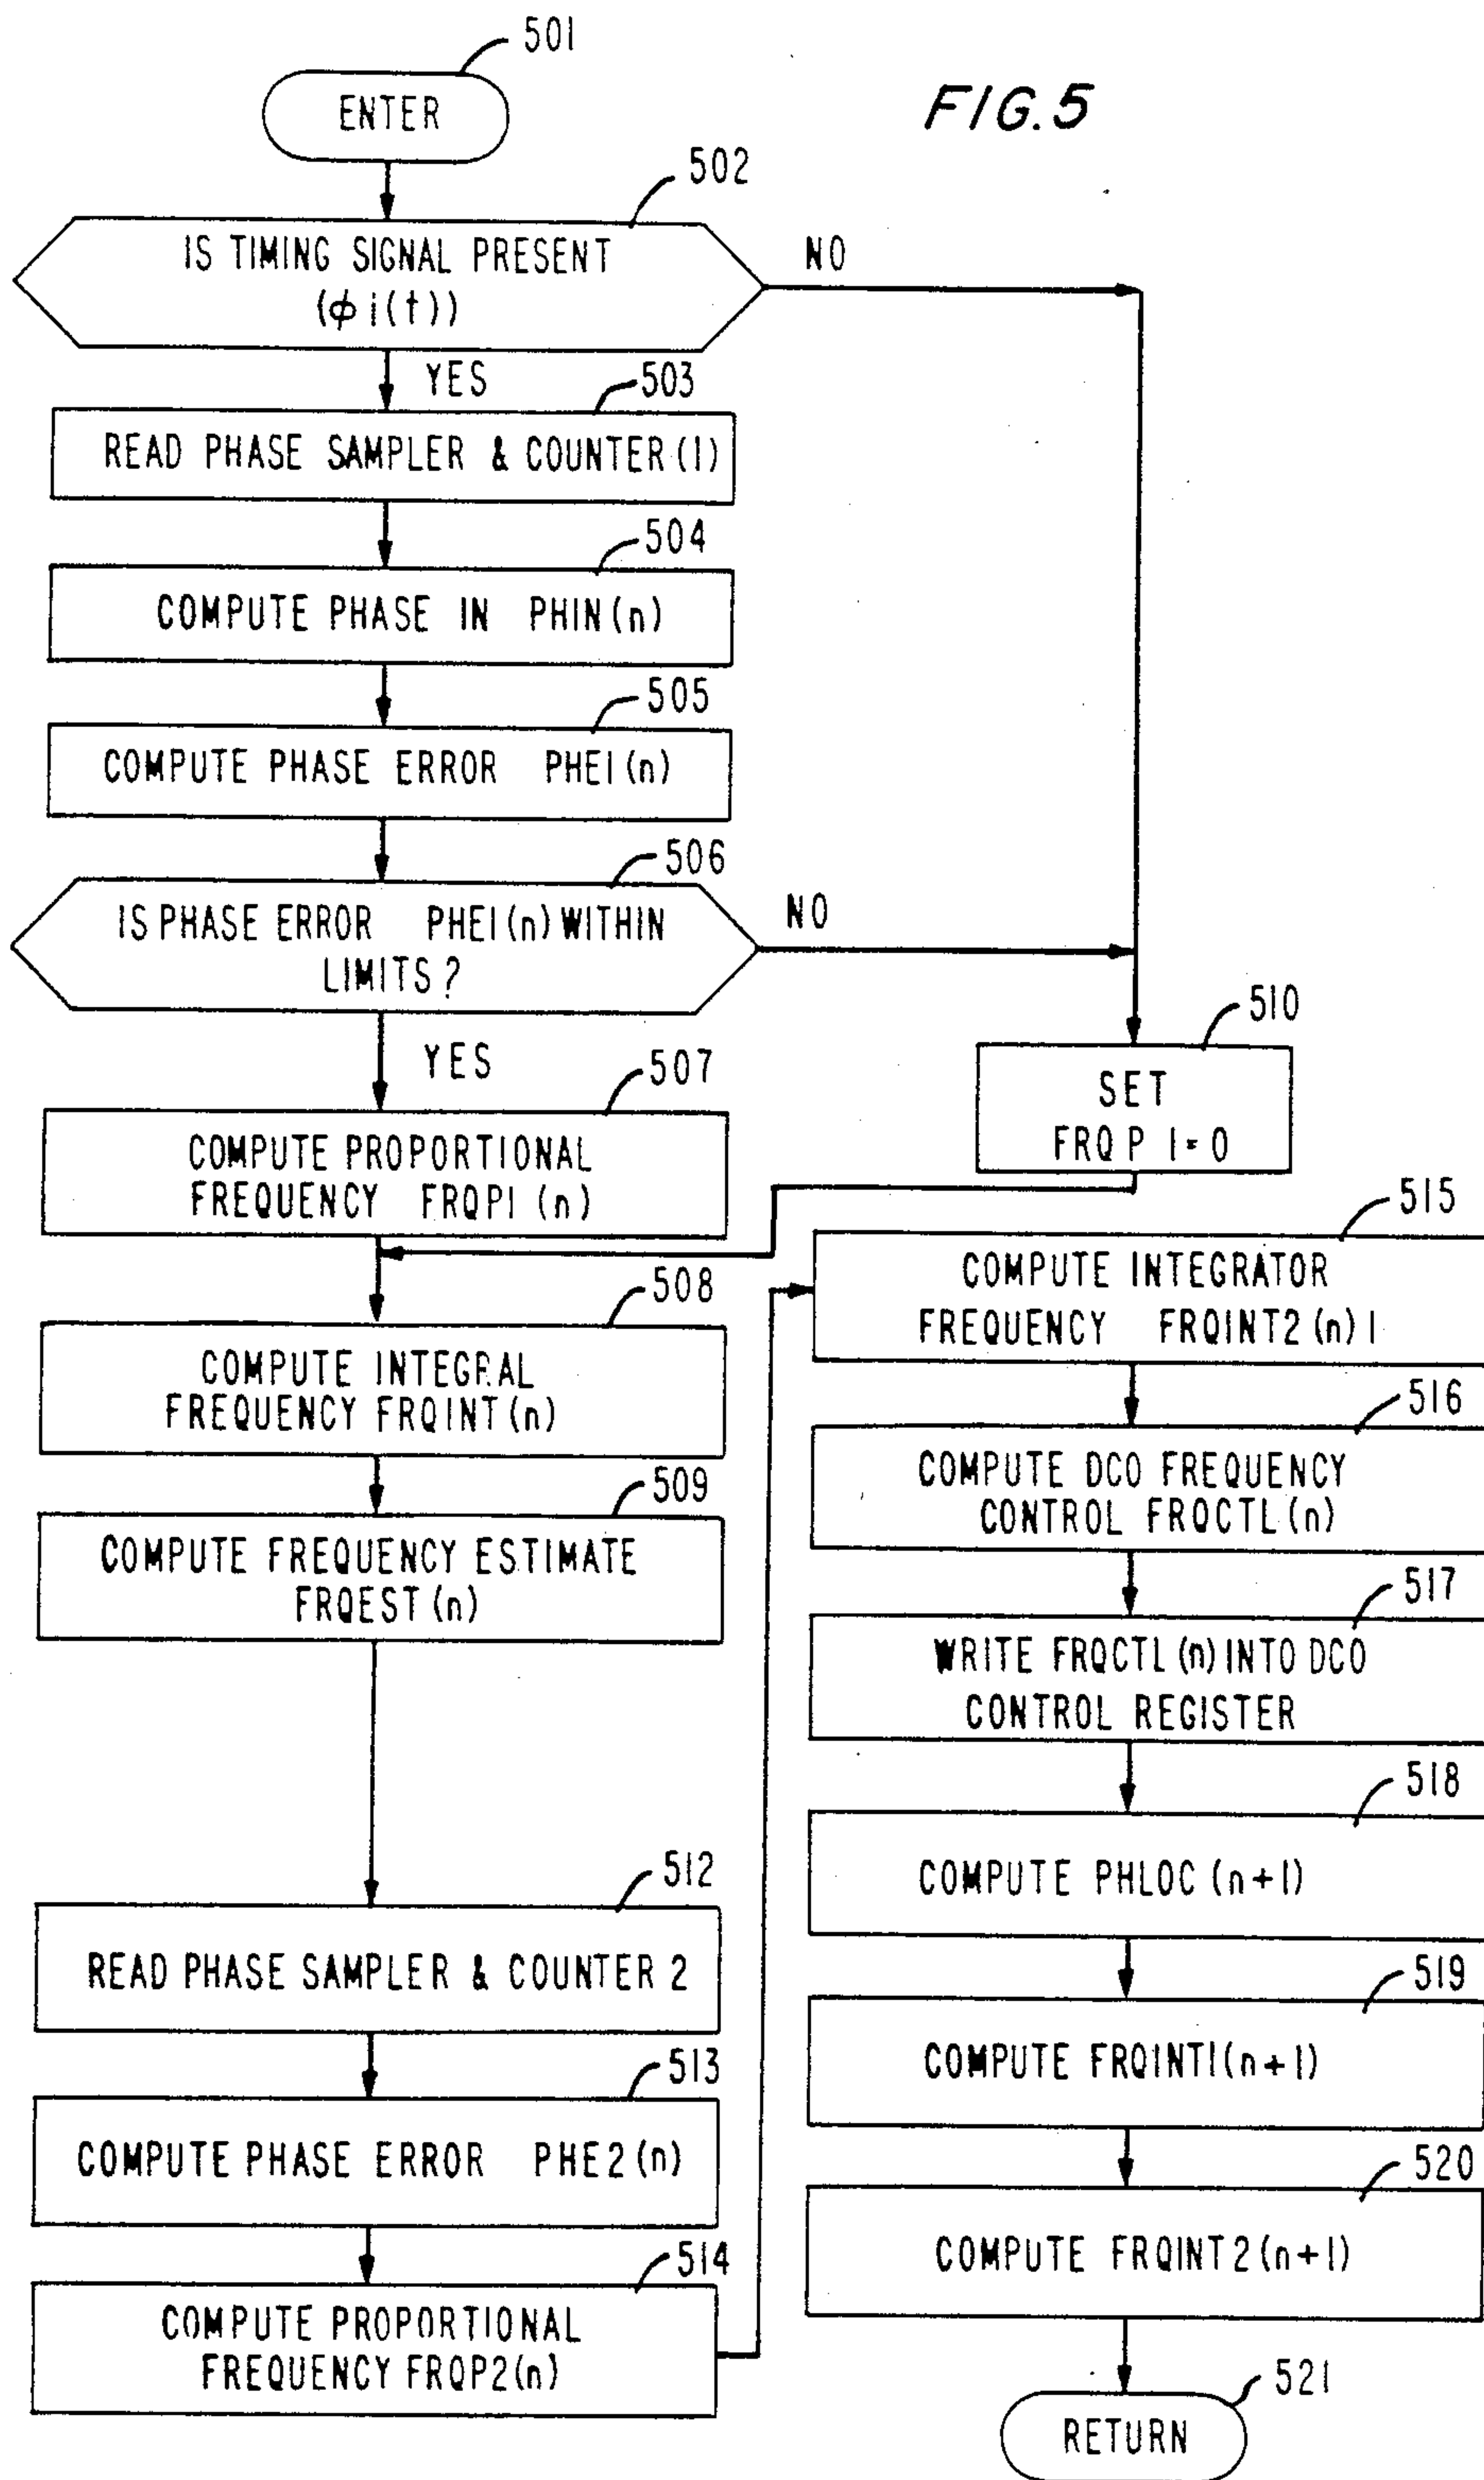 501
ENTER
FIG.5
502
IS TIMING SIGNAL PRESENT
(ϕi(t))
NO
YES
503
READ PHASE SAMPLER & COUNTER(1)
504
COMPUTE PHASE IN PHIN(n)
505
COMPUTE PHASE ERROR PHE1(n)
506
IS PHASE ERROR PHE1(n) WITHIN
LIMITS?
NO
YES
510
SET
FRQP 1=0
507
COMPUTE PROPORTIONAL
FREQUENCY FRQP1(n)
508
COMPUTE INTEGRAL
FREQUENCY FRQINT(n)
509
COMPUTE FREQUENCY ESTIMATE
FRQEST(n)
512
READ PHASE SAMPLER & COUNTER 2
513
COMPUTE PHASE ERROR PHE2(n)
514
COMPUTE PROPORTIONAL
FREQUENCY FRQP2(n)
515
COMPUTE INTEGRATOR
FREQUENCY FRQINT2(n)1
516
COMPUTE DCO FREQUENCY
CONTROL FRQCTL(n)
517
WRITE FRQCTL(n) INTO DCO
CONTROL REGISTER
518
COMPUTE PHLOC(n+1)
519
COMPUTE FRQINT1(n+1)
520
COMPUTE FRQINT2(n+1)
521
RETURN